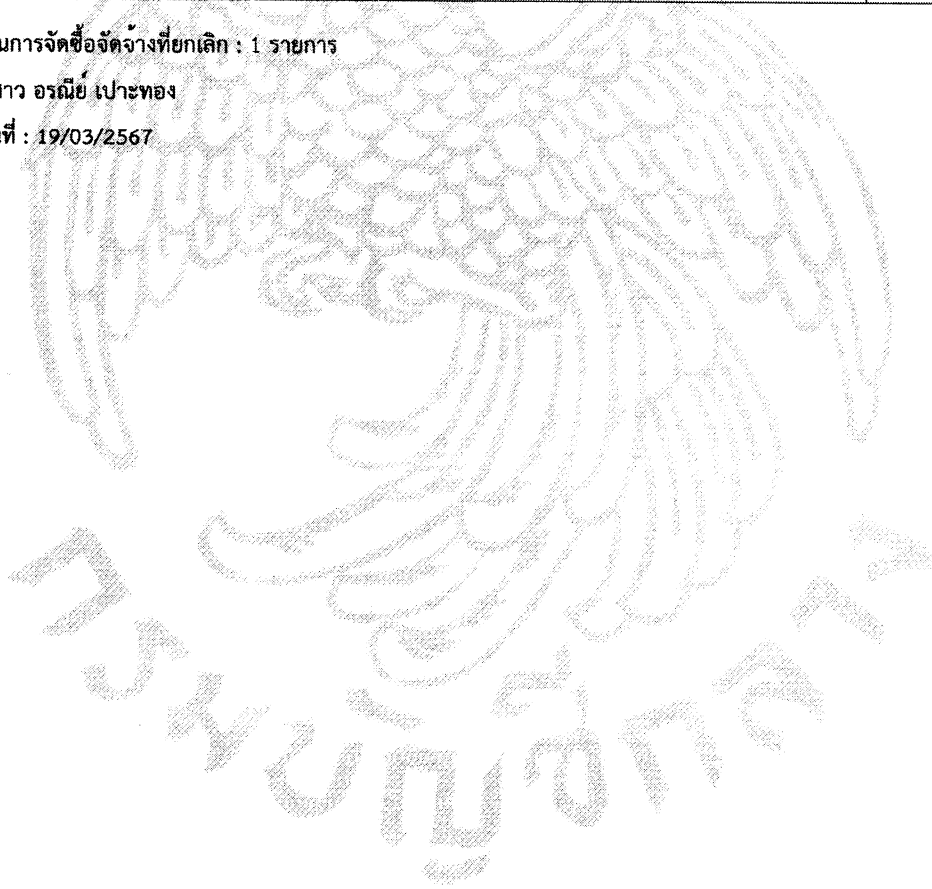 นการจัดซื้อจัดจ้างที่ยกเลิก : 1 รายการ
าว อรณีย์ เปาะทอง
ที่ : 19/03/2567
กรมบัญชีกลาง